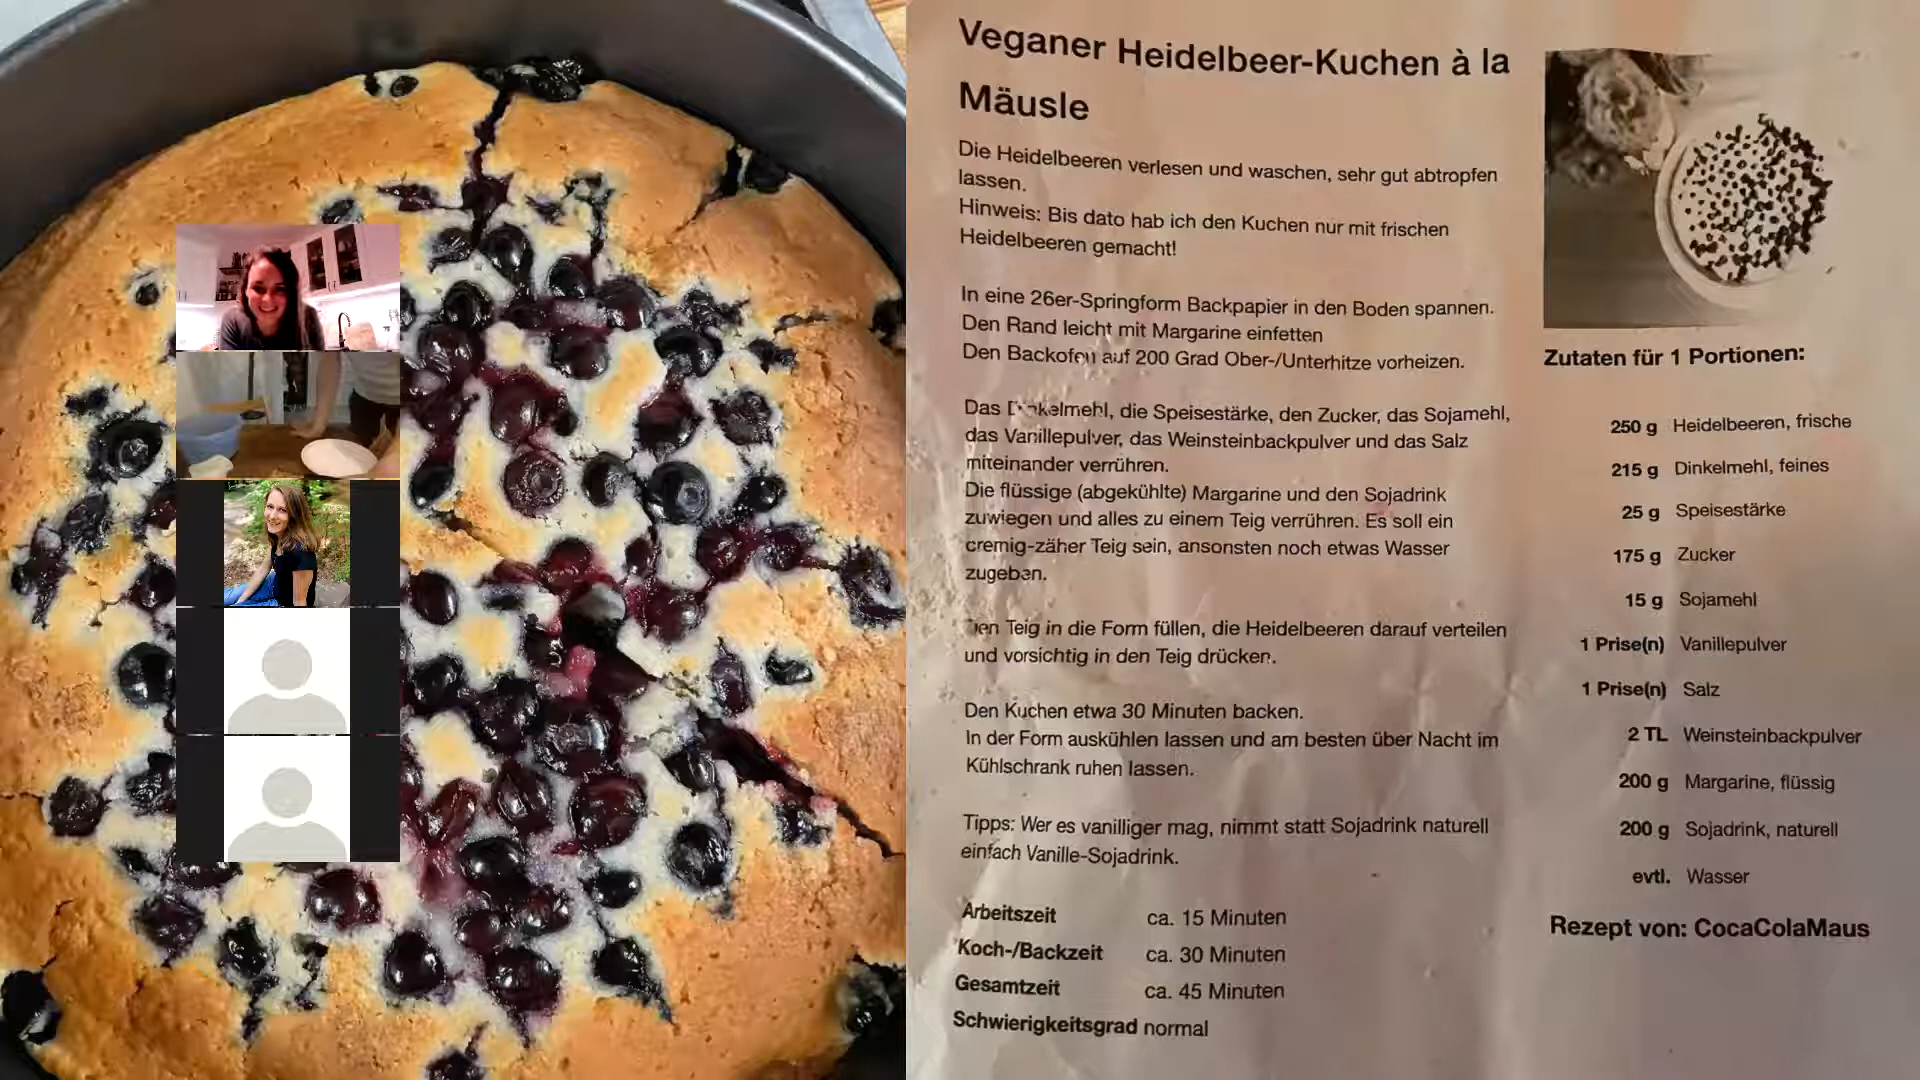 Veganer Heidelbeer-Kuchen à la
Mäusle
Die Heidelbeeren verlesen und waschen, sehr gut abtropfen
lassen.
Hinweis: Bis dato hab ich den Kuchen nur mit frischen
Heidelbeeren gemacht!
In eine 26er-Springform Backpapier in den Boden spannen.
Den Rand leicht mit Margarine einfetten
Den Backofen auf 200 Grad Ober-/Unterhitze vorheizen.
Das Dinkelmehl, die Speisestärke, den Zucker, das Sojamehl,
das Vanillepulver, das Weinsteinbackpulver und das Salz
miteinander verrühren.
Die flüssige (abgekühlte) Margarine und den Sojadrink
zuwiegen und alles zu einem Teig verrühren. Es soll ein
cremig-zäher Teig sein, ansonsten noch etwas Wasser
zugeben.
Den Teig in die Form füllen, die Heidelbeeren darauf verteilen
und vorsichtig in den Teig drücken.
Den Kuchen etwa 30 Minuten backen.
In der Form auskühlen lassen und am besten über Nacht im
Kühlschrank ruhen lassen.
Tipps: Wer es vanilliger mag, nimmt statt Sojadrink naturell
einfach Vanille-Sojadrink.
Arbeitszeit ca. 15 Minuten
Koch-/Backzeit ca. 30 Minuten
Gesamtzeit ca. 45 Minuten
Schwierigkeitsgrad normal
Zutaten für 1 Portionen:
250 g Heidelbeeren, frische
215 g Dinkelmehl, feines
25 g Speisestärke
175 g Zucker
15 g Sojamehl
1 Prise(n) Vanillepulver
1 Prise(n) Salz
2 TL Weinsteinbackpulver
200 g Margarine, flüssig
200 g Sojadrink, naturell
evtl. Wasser
Rezept von: CocaColaMaus